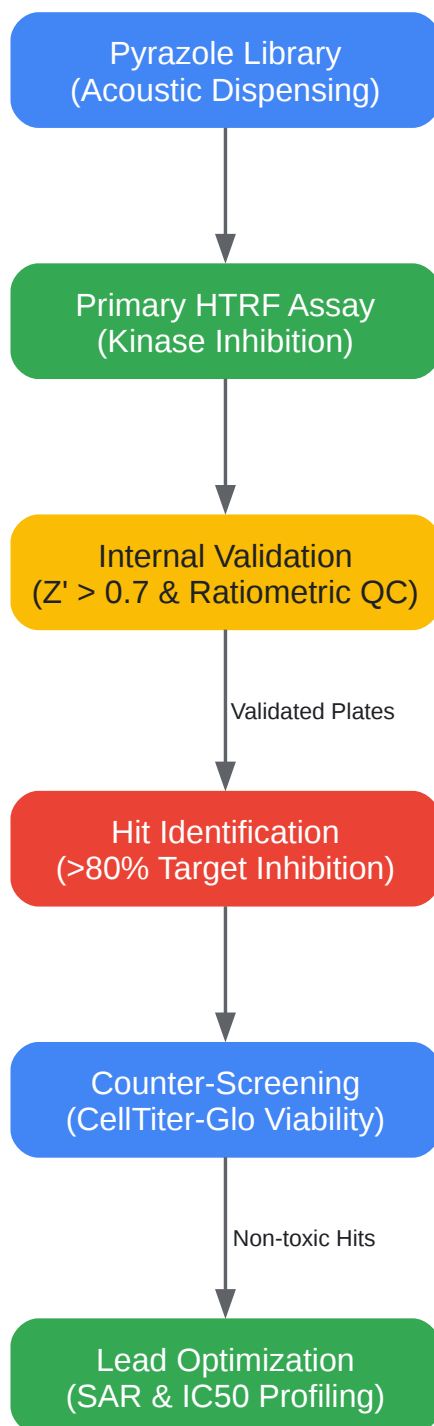 Pyrazole Library
(Acoustic Dispensing)
Primary HTRF Assay
(Kinase Inhibition)
Internal Validation
(Z' > 0.7 & Ratiometric QC)
Validated Plates
Hit Identification
(>80% Target Inhibition)
Counter-Screening
(CellTiter-Glo Viability)
Non-toxic Hits
Lead Optimization
(SAR & IC50 Profiling)